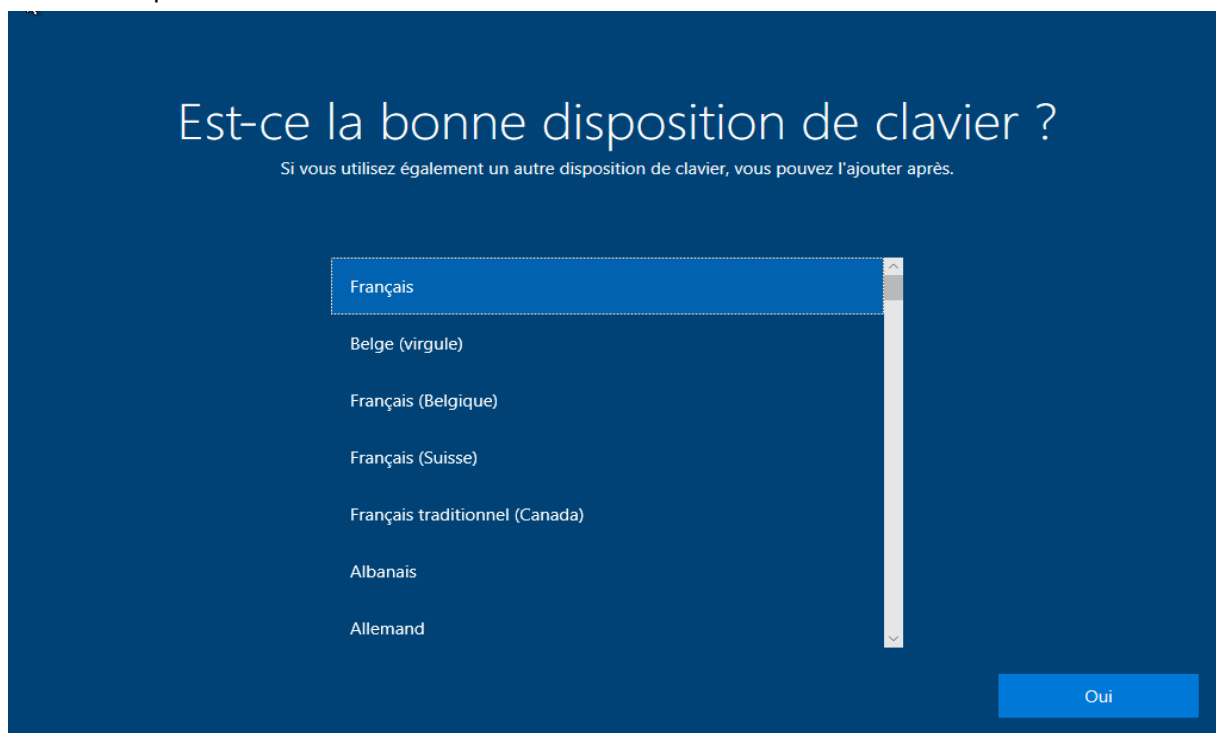 Est-ce la bonne disposition de clavier ?
Si vous utilisez également un autre disposition de clavier, vous pouvez l'ajouter après.
Français
Belge (virgule)
Français (Belgique)
Français (Suisse)
Français traditionnel (Canada)
Albanais
Allemand
Oui